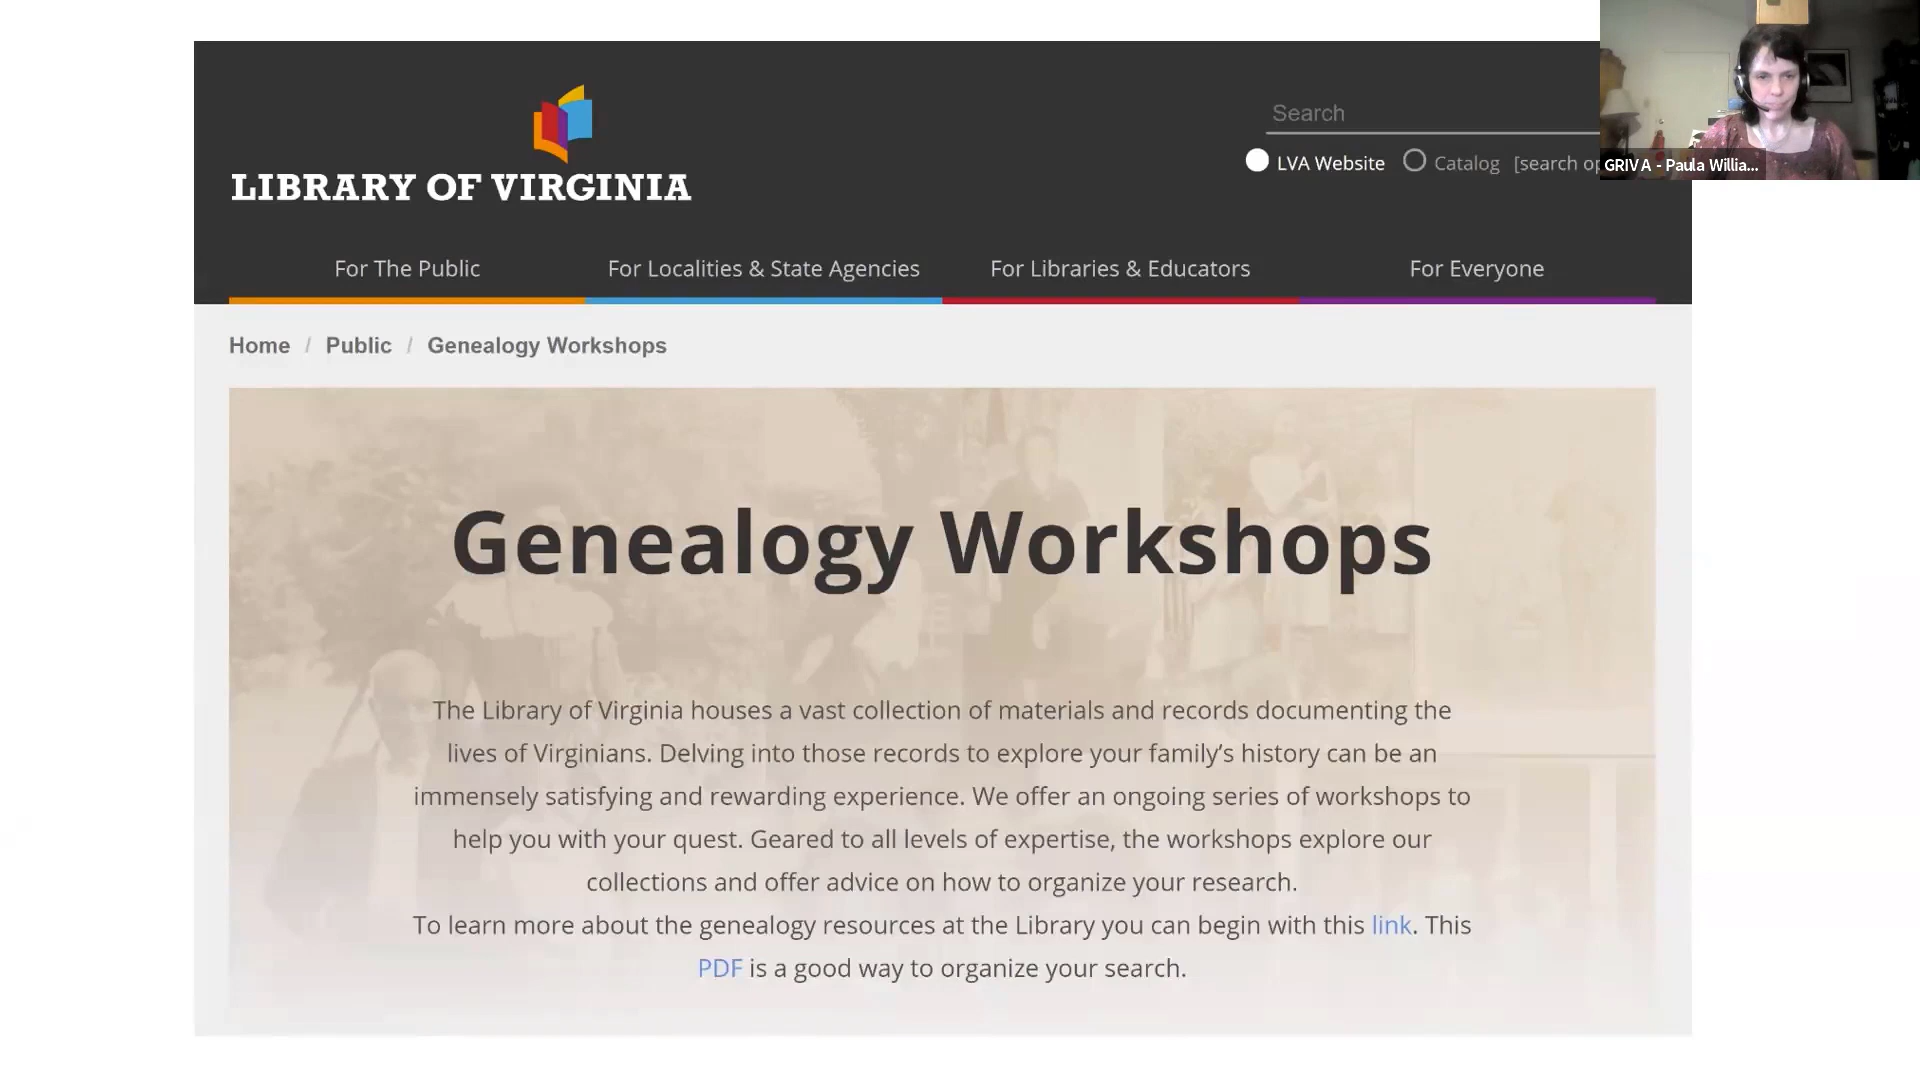 LIBRARY OF VIRGINIA
Search
LVA Website Catalog [search
GRIVA - Paula Willia...
For The Public For Localities & State Agencies For Libraries & Educators For Everyone
Home / Public / Genealogy Workshops
Genealogy Workshops
The Library of Virginia houses a vast collection of materials and records documenting the
lives of Virginians. Delving into those records to explore your family’s history can be an
immensely satisfying and rewarding experience. We offer an ongoing series of workshops to
help you with your quest. Geared to all levels of expertise, the workshops explore our
collections and offer advice on how to organize your research.
To learn more about the genealogy resources at the Library you can begin with this link. This
PDF is a good way to organize your search.